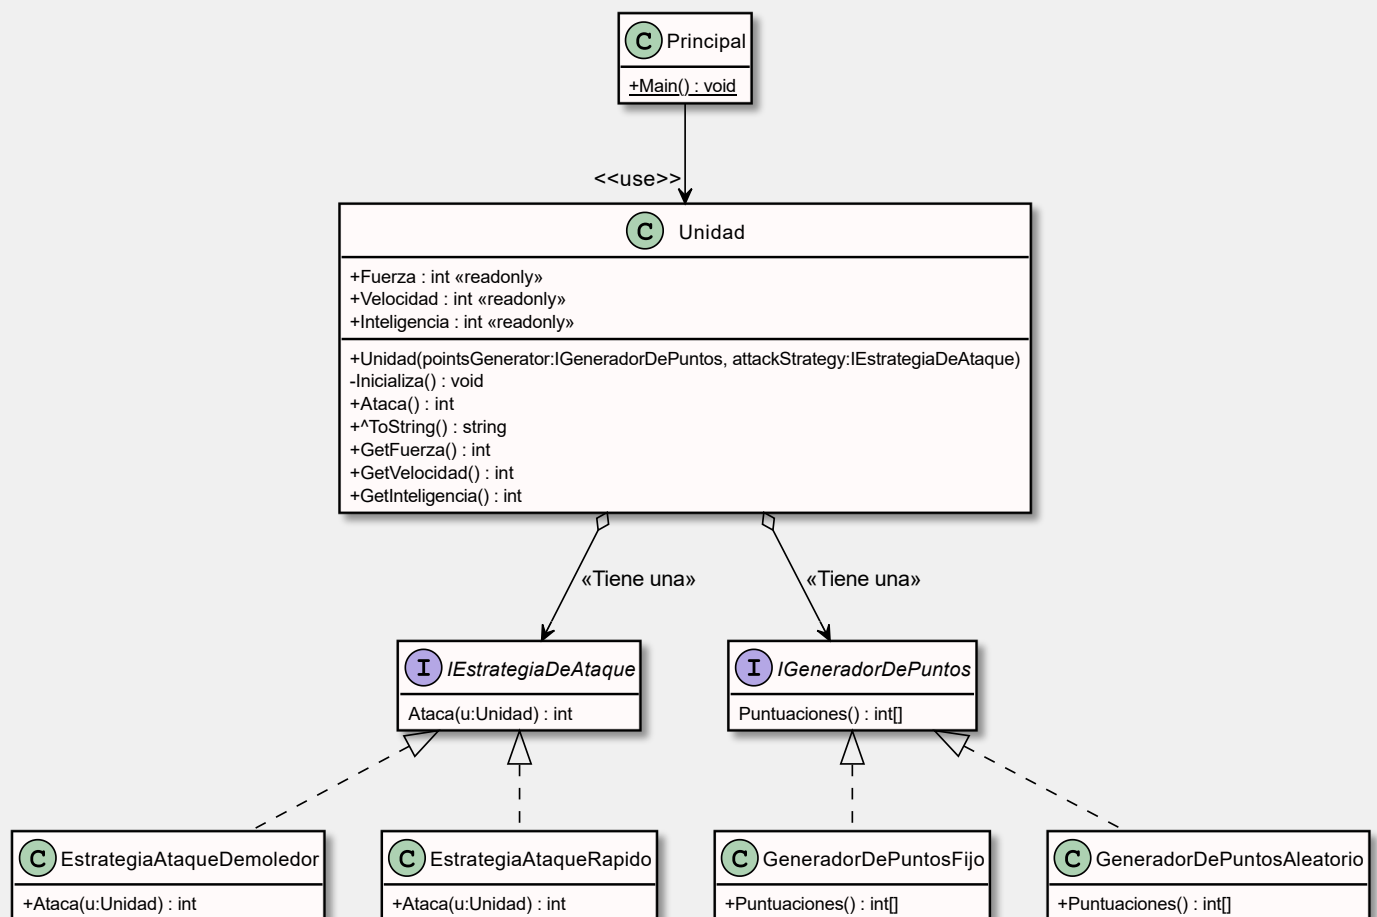 C Principal
+Main() : void
<<use>>
C Unidad
+Fuerza : int «readonly»
+Velocidad : int «readonly»
+Inteligencia : int «readonly»
+Unidad(pointsGenerator:IGeneradorDePuntos, attackStrategy:IEstrategiaDeAtaque)
-Inicializa() : void
+Ataca() : int
+^ToString() : string
+GetFuerza() : int
+GetVelocidad() : int
+GetInteligencia() : int
«Tiene una»
«Tiene una»
I IEstrategiaDeAtaque
Ataca(u:Unidad) : int
I IGeneradorDePuntos
Puntuaciones() : int[]
C EstrategiaAtaqueDemoledor
+Ataca(u:Unidad) : int
C EstrategiaAtaqueRapido
+Ataca(u:Unidad) : int
C GeneradorDePuntosFijo
+Puntuaciones() : int[]
C GeneradorDePuntosAleatorio
+Puntuaciones() : int[]